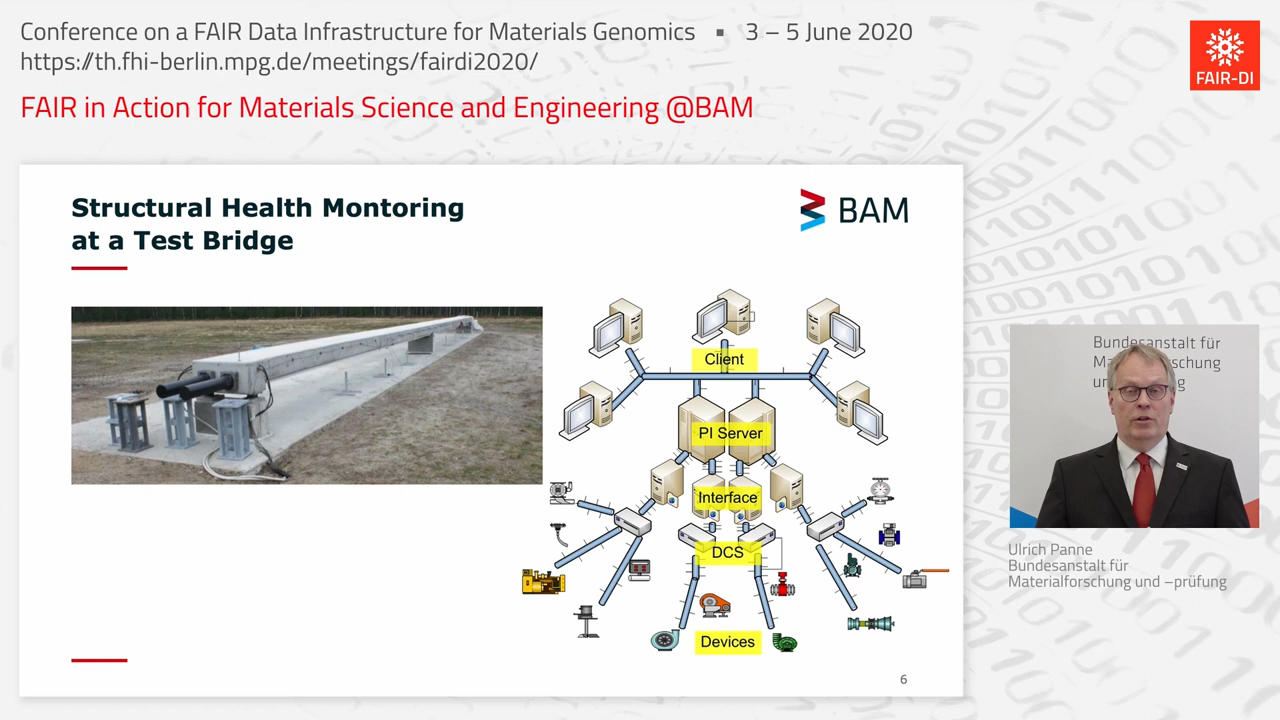 Conference on a FAIR Data Infrastructure for Materials Genomics ▪ 3 – 5 June 2020
https://th.fhi-berlin.mpg.de/meetings/fairdi2020/
FAIR in Action for Materials Science and Engineering @BAM
FAIR-DI
Structural Health Montoring
at a Test Bridge
BAM
Client
PI Server
Interface
DCS
Devices
6
Bundesanstalt für
Ulrich Panne
Bundesanstalt für
Materialforschung und –prüfung